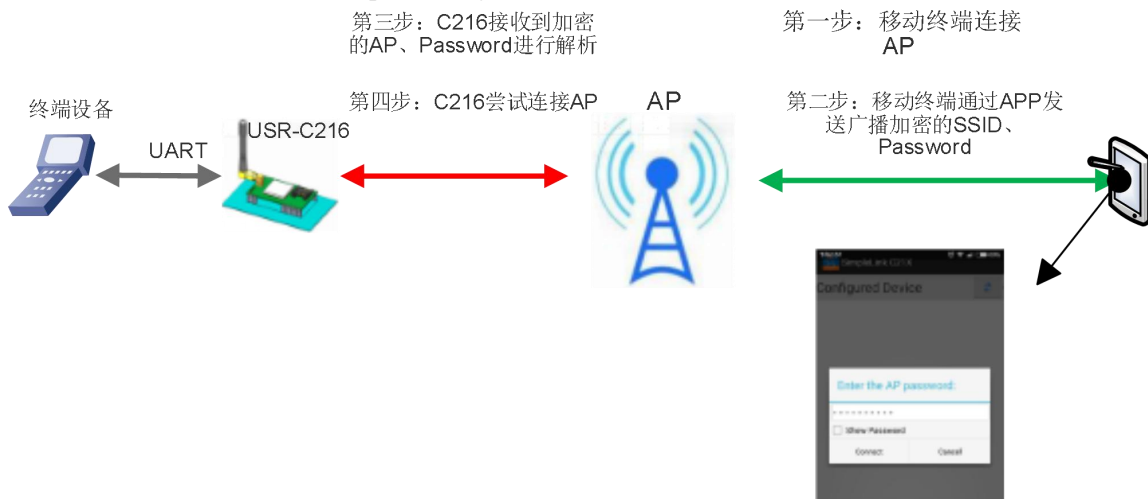 第三步：C216接收到加密
的AP、Password进行解析
第四步：C216尝试连接AP
第一步：移动终端连接
AP
第二步：移动终端通过APP发
送广播加密的SSID、
Password
终端设备
UART
USR-C216
AP
SimpleLink C21X
Configured Device
Enter the AP password:
Show Password
Connect
Cancel